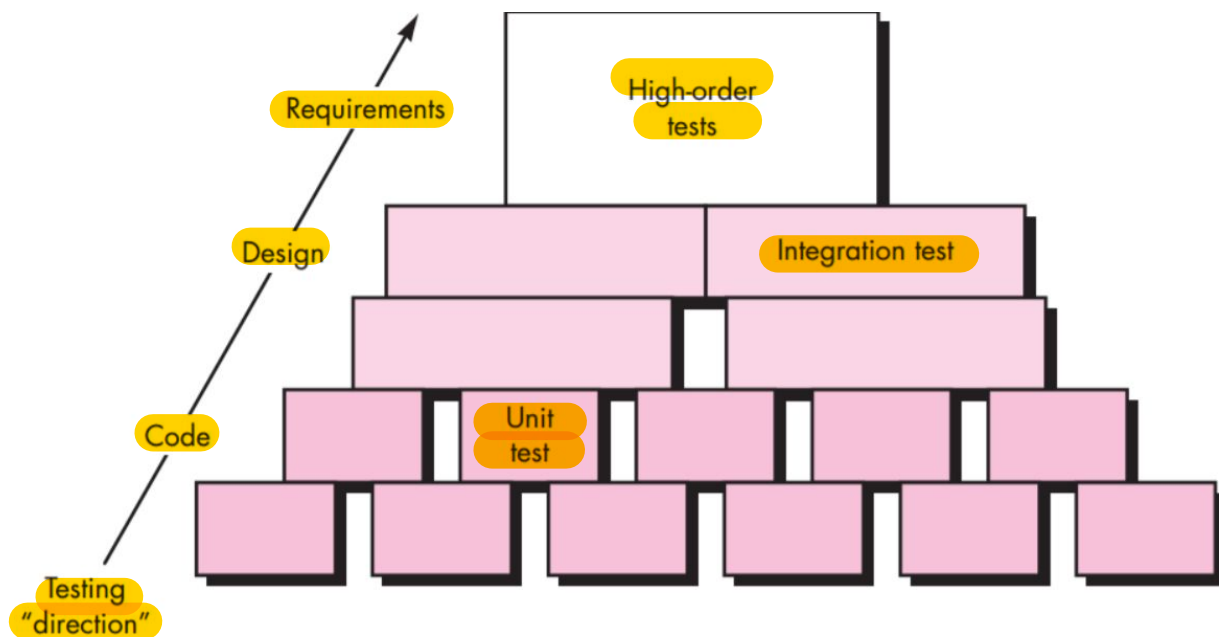 High-order
tests
Requirements
Design
Integration test
Code
Unit
test
Testing
“direction”